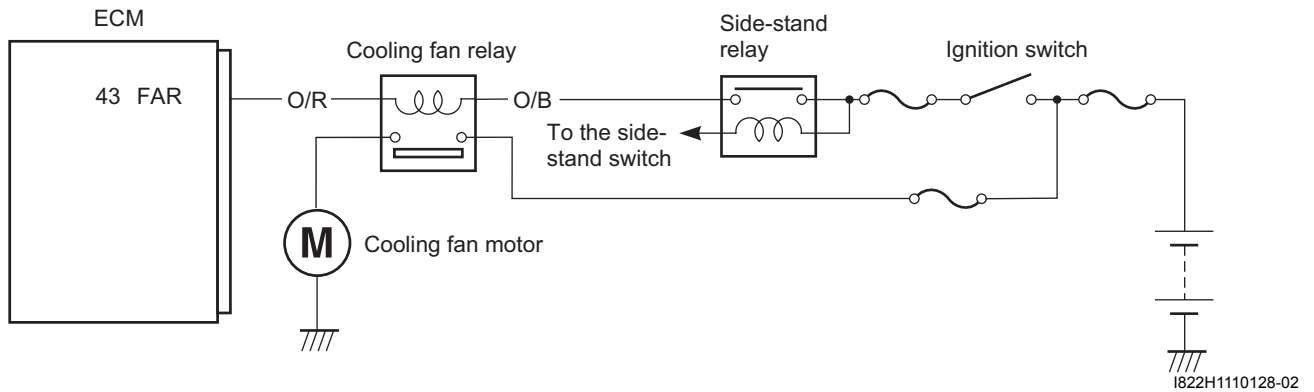 ECM
43 FAR
O/R
Cooling fan relay
O/B
Side-stand
relay
Ignition switch
To the side-
stand switch
M
Cooling fan motor
I822H1110128-02